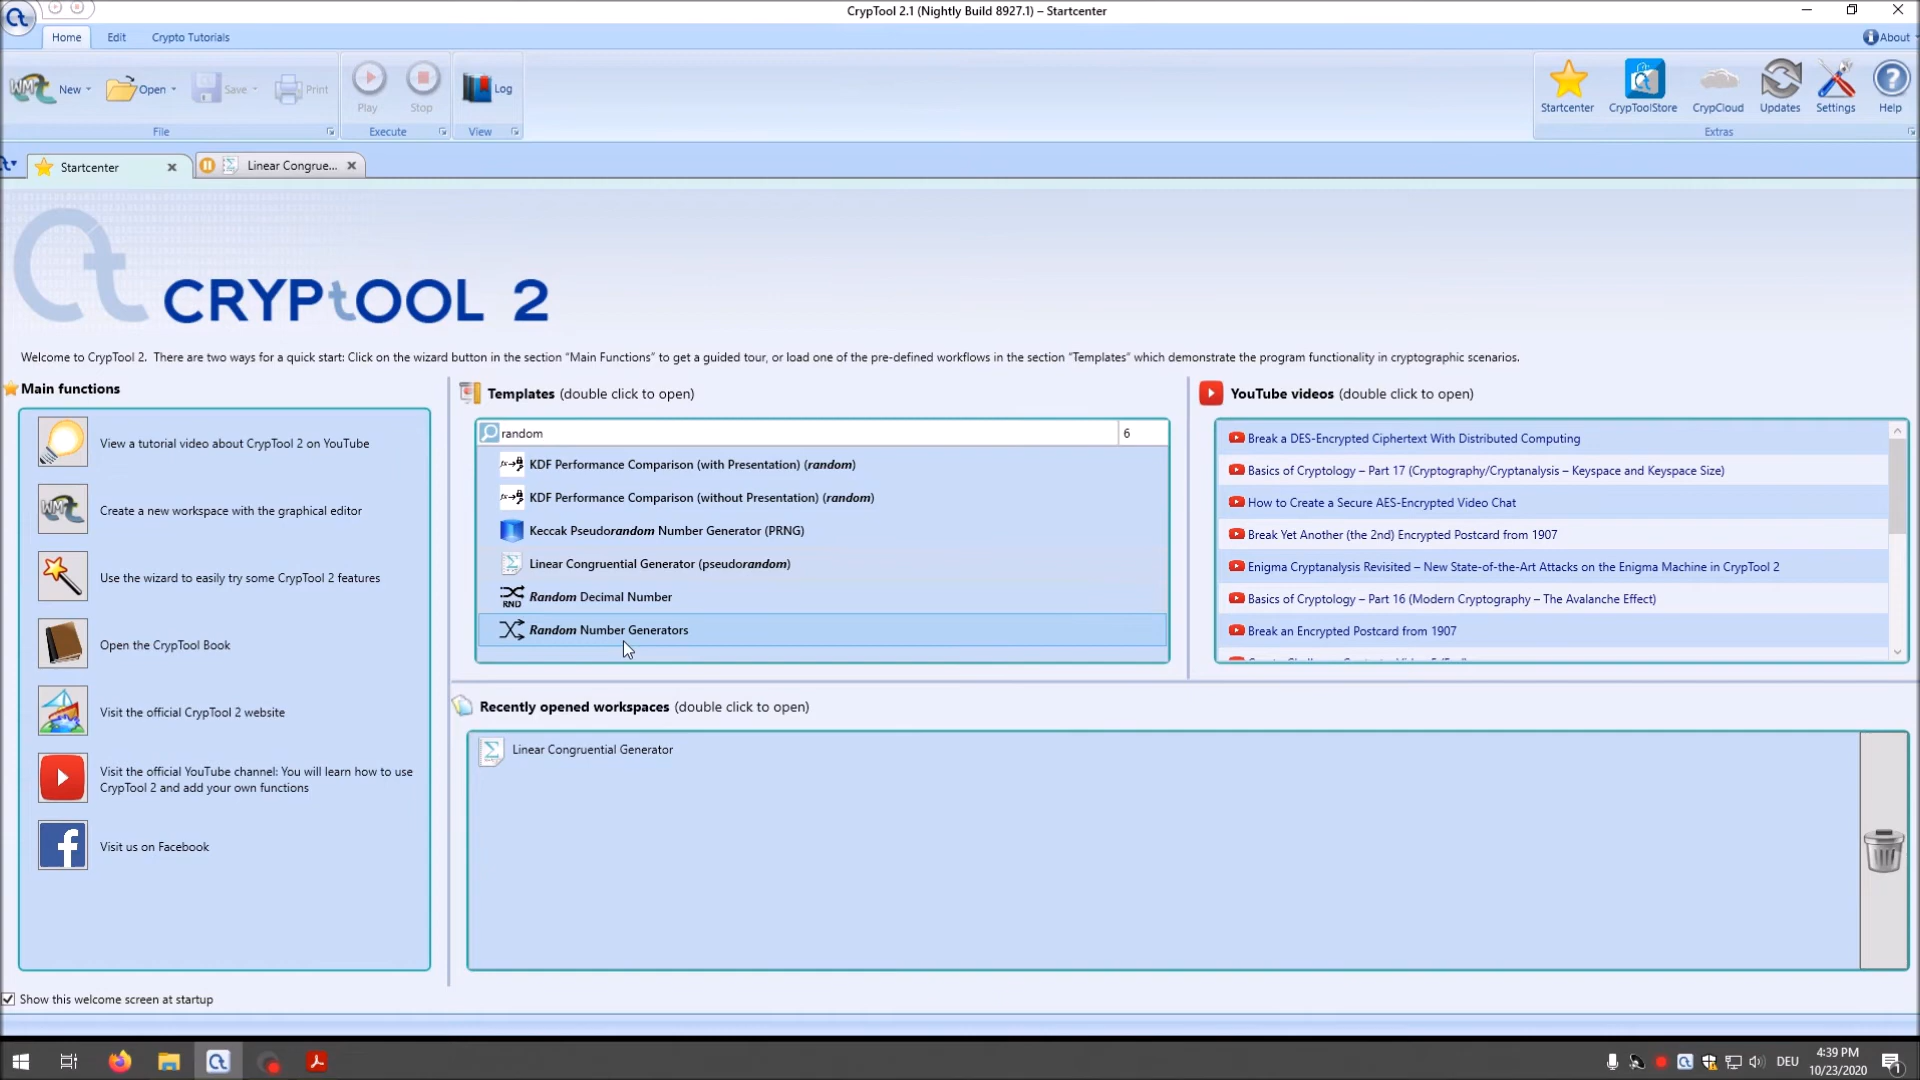 CrypTool 2.1 (Nightly Build 8927.1) – Startcenter
Home Edit Crypto Tutorials
About
New Open Save Print
Play Stop
Log
Startcenter CrypToolStore CrypCloud Updates Settings Help
File Execute View Extras
Startcenter Linear Congrue...
CRYPtOOL 2
Welcome to CrypTool 2. There are two ways for a quick start: Click on the wizard button in the section "Main Functions" to get a guided tour, or load one of the pre-defined workflows in the section "Templates" which demonstrate the program functionality in cryptographic scenarios.
Main functions
View a tutorial video about CrypTool 2 on YouTube
Create a new workspace with the graphical editor
Use the wizard to easily try some CrypTool 2 features
Open the CrypTool Book
Visit the official CrypTool 2 website
Visit the official YouTube channel: You will learn how to use
CrypTool 2 and add your own functions
Visit us on Facebook
Templates (double click to open)
random 6
KDF Performance Comparison (with Presentation) (random)
KDF Performance Comparison (without Presentation) (random)
Keccak Pseudorandom Number Generator (PRNG)
Linear Congruential Generator (pseudorandom)
RND Random Decimal Number
Random Number Generators
YouTube videos (double click to open)
Break a DES-Encrypted Ciphertext With Distributed Computing
Basics of Cryptology – Part 17 (Cryptography/Cryptanalysis – Keyspace and Keyspace Size)
How to Create a Secure AES-Encrypted Video Chat
Break Yet Another (the 2nd) Encrypted Postcard from 1907
Enigma Cryptanalysis Revisited – New State-of-the-Art Attacks on the Enigma Machine in CrypTool 2
Basics of Cryptology – Part 16 (Modern Cryptography – The Avalanche Effect)
Break an Encrypted Postcard from 1907
Recently opened workspaces (double click to open)
Linear Congruential Generator
Show this welcome screen at startup
DEU
4:39 PM
10/23/2020
1